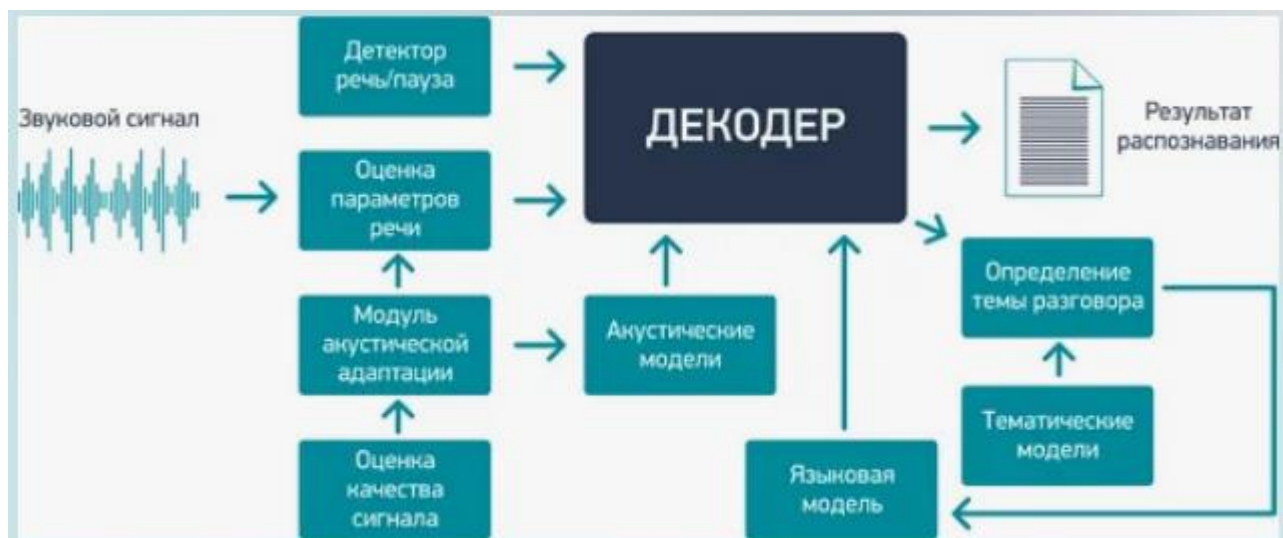 Звуковой сигнал
Детектор
речь/пауза
Оценка
параметров
речи
Модуль
акустической
адаптации
Оценка
качества
сигнала
ДЕКОДЕР
Акустические
модели
Языковая
модель
Результат
распознавания
Определение
темы разговора
Тематические
модели